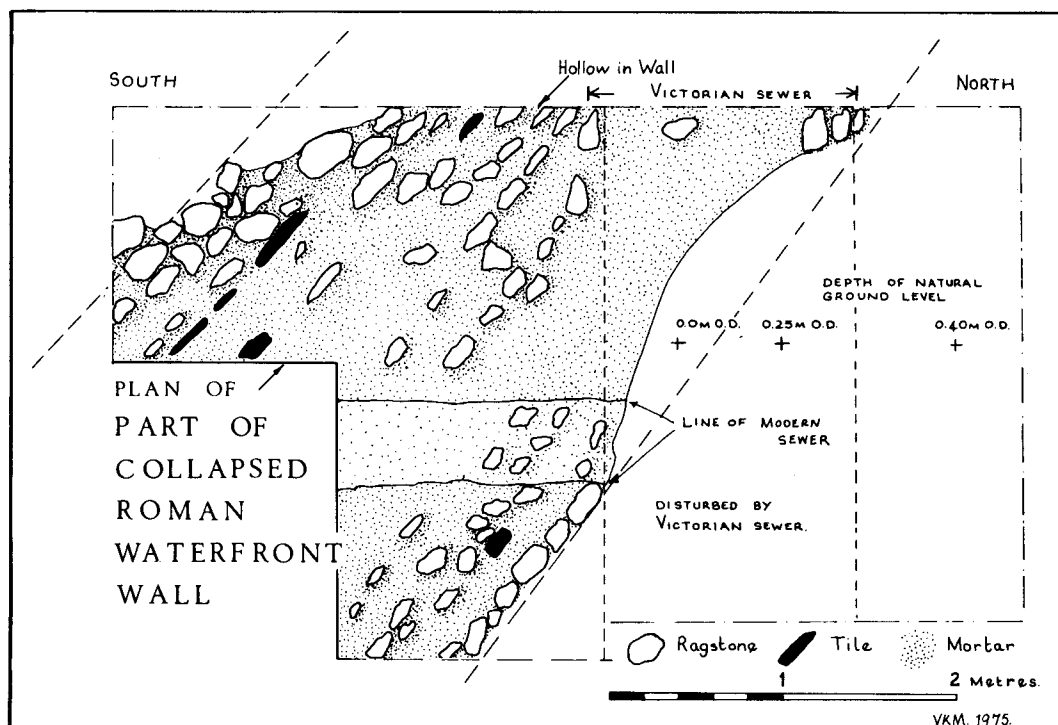 SOUTH
Hollow in Wall
VICTORIAN SEWER
NORTH
DEPTH OF NATURAL
GROUND LEVEL
0.0M O.D.
0.25M O.D.
0.40M O.D.
PLAN OF
PART OF
COLLAPSED
ROMAN
WATERFRONT
WALL
LINE OF MODERN
SEWER
DISTURBED BY
VICTORIAN SEWER.
Ragstone
Tile
Mortar
1
2 Metres.
VKM. 1975.